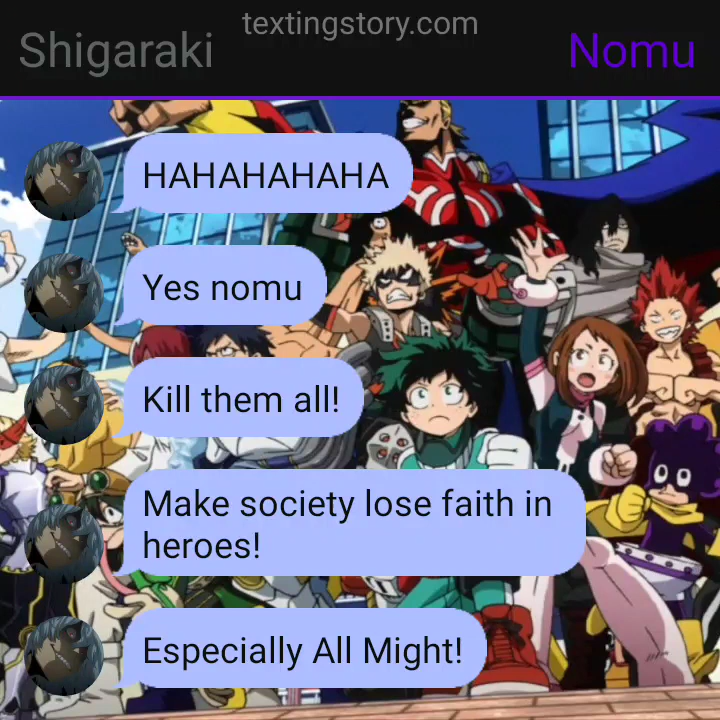 textingstory.com
Shigaraki
Nomu
HAHAHAHAHA
Yes nomu
Kill them all!
Make society lose faith in
heroes!
Especially All Might!